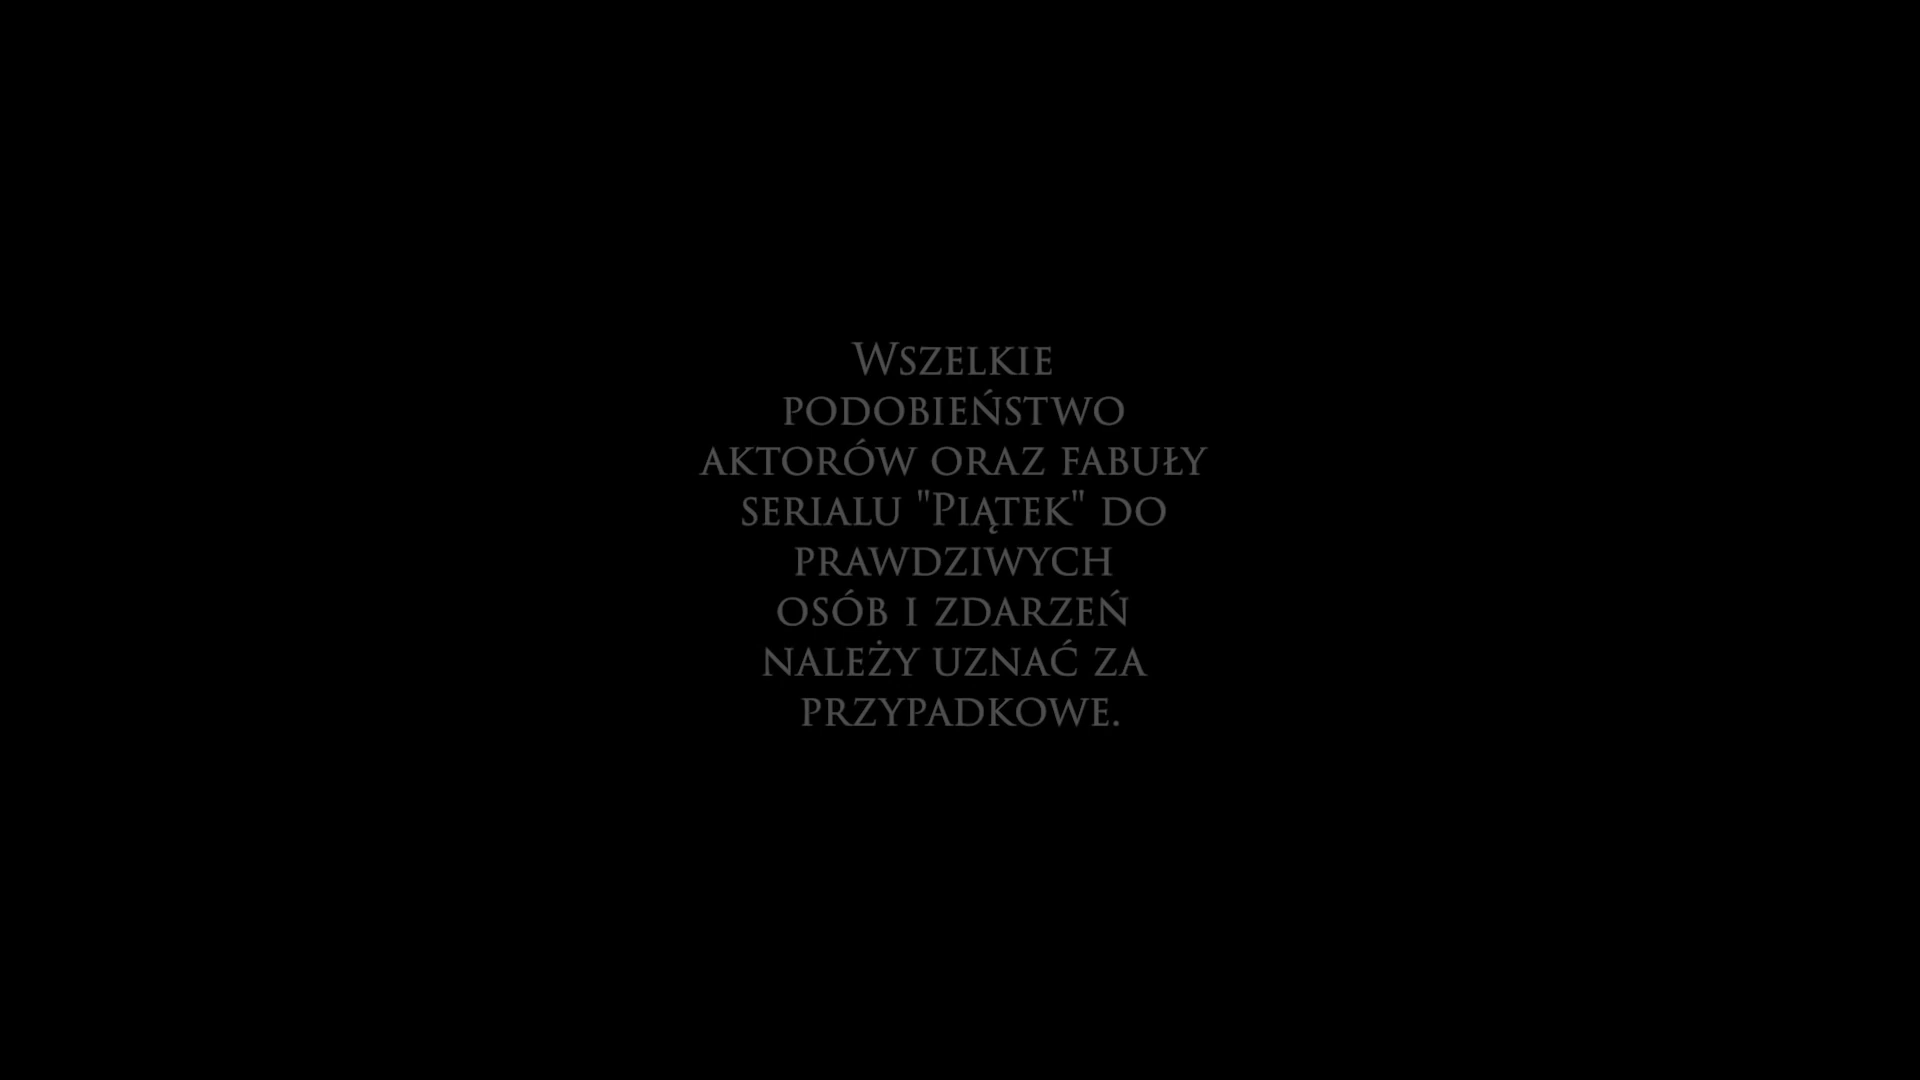 Wszelkie
podobieństwo
aktorów oraz fabuły
serialu "Piątek" do
prawdziwych
osób i zdarzeń
należy uznać za
przypadkowe.